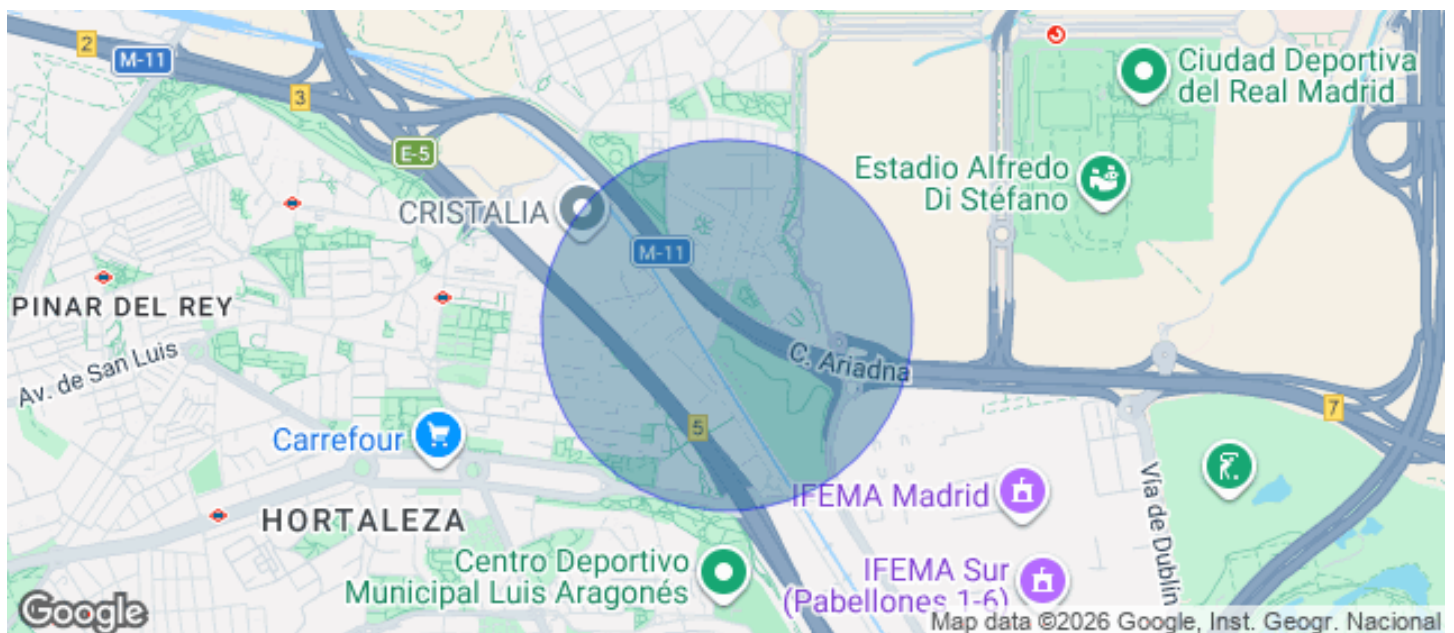 2
M-11
3
E-5
Ciudad Deportiva
del Real Madrid
Estadio Alfredo
Di Stéfano
CRISTALIA
M-11
PINAR DEL REY
Av. de San Luis
C. Ariadna
7
5
Carrefour
HORTALEZA
IFEMA Madrid
Vía de Dublín
Centro Deportivo
Municipal Luis Aragonés
IFEMA Sur
(Pabellones 1-6)
Google
Map data ©2026 Google, Inst. Geogr. Nacional